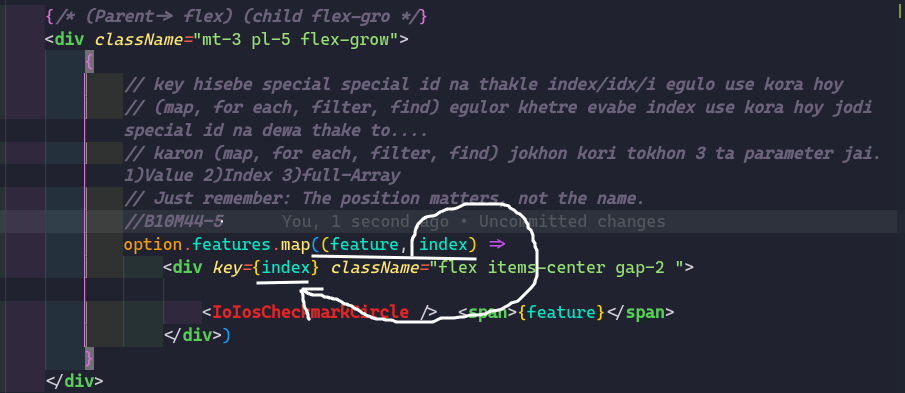 {/* (Parent-> flex) (child flex-gro */}
<div className="mt-3 pl-5 flex-grow">
{
// key hisebe special special id na thakle index/idx/i egulo use kora hoy
// (map, for each, filter, find) egulor khetre evabe index use kora hoy jodi
special id na dewa thake to....
// karon (map, for each, filter, find) jokhon kori tokhon 3 ta parameter jai.
1)Value 2)Index 3)full-Array
// Just remember: The position matters, not the name.
//B10M44-5 You, 1 second ago • Uncommitted changes
option.features.map((feature, index) =>
<div key={index} className="flex items-center gap-2 ">
<IoIosCheckmarkCircle /> <span>{feature}</span>
</div>)
}
</div>